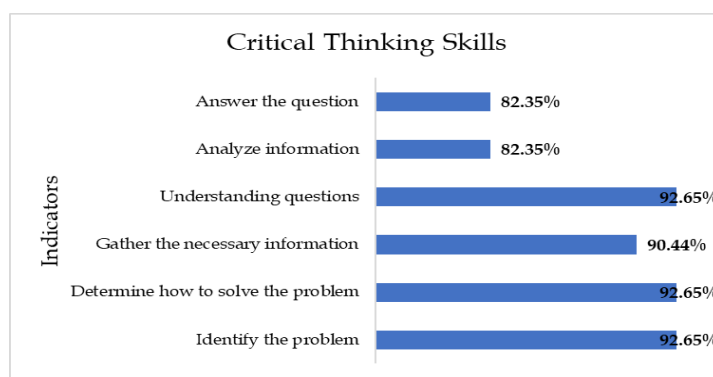 Critical Thinking Skills
Indicators
Answer the question 82.35%
Analyze information 82.35%
Understanding questions 92.65%
Gather the necessary information 90.44%
Determine how to solve the problem 92.65%
Identify the problem 92.65%